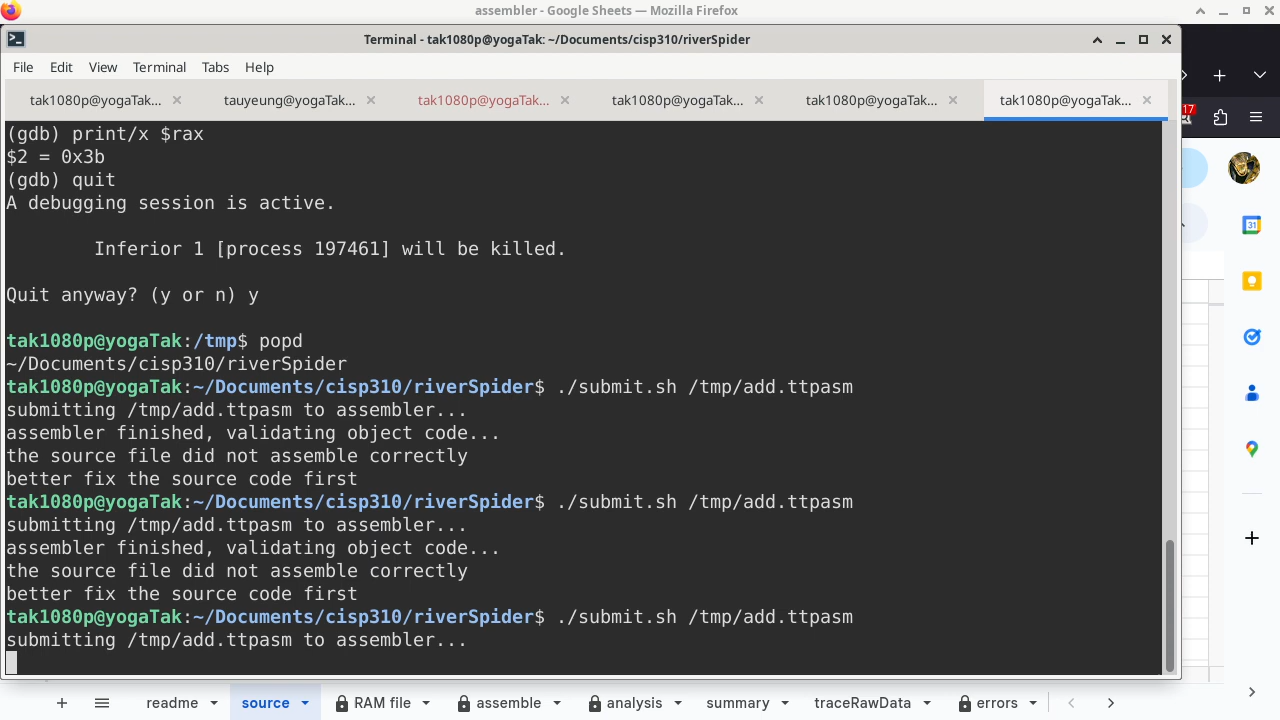 assembler - Google Sheets — Mozilla Firefox
Terminal - tak1080p@yogaTak: ~/Documents/cisp310/riverSpider
File Edit View Terminal Tabs Help
tak1080p@yogaTak... tauyeung@yogaTak... tak1080p@yogaTak... tak1080p@yogaTak... tak1080p@yogaTak... tak1080p@yogaTak...
17
(gdb) print/x $rax
$2 = 0x3b
(gdb) quit
A debugging session is active.
Inferior 1 [process 197461] will be killed.
Quit anyway? (y or n) y
tak1080p@yogaTak:/tmp$ popd
~/Documents/cisp310/riverSpider
tak1080p@yogaTak:~/Documents/cisp310/riverSpider$ ./submit.sh /tmp/add.ttpasm
submitting /tmp/add.ttpasm to assembler...
assembler finished, validating object code...
the source file did not assemble correctly
better fix the source code first
tak1080p@yogaTak:~/Documents/cisp310/riverSpider$ ./submit.sh /tmp/add.ttpasm
submitting /tmp/add.ttpasm to assembler...
assembler finished, validating object code...
the source file did not assemble correctly
better fix the source code first
tak1080p@yogaTak:~/Documents/cisp310/riverSpider$ ./submit.sh /tmp/add.ttpasm
submitting /tmp/add.ttpasm to assembler...
31
readme source RAM file assemble analysis summary traceRawData errors